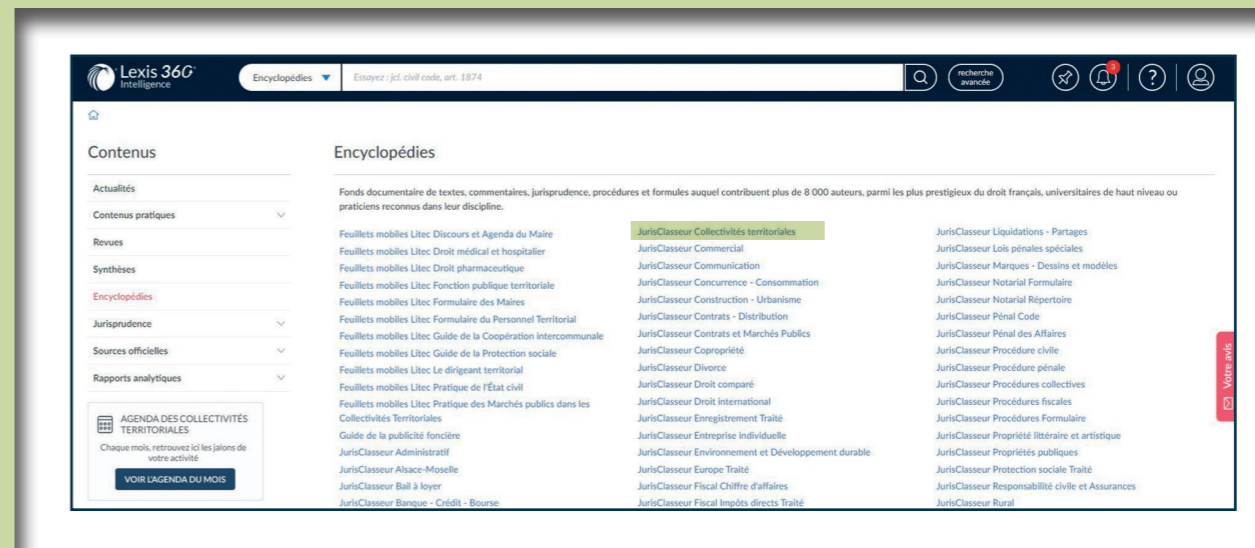 Lexis 360
Intelligence
Encyclopédies
Essayez : jcl. civil code, art. 1874
recherche
avancée
3
?
Contenus
Actualités
Contenus pratiques
Revues
Synthèses
Encyclopédies
Jurisprudence
Sources officielles
Rapports analytiques
AGENDA DES COLLECTIVITÉS
TERRITORIALES
Chaque mois, retrouvez ici les jalons de
votre activité
VOIR L'AGENDA DU MOIS
Encyclopédies
Fonds documentaire de textes, commentaires, jurisprudence, procédures et formules auquel contribuent plus de 8 000 auteurs, parmi les plus prestigieux du droit français, universitaires de haut niveau ou
praticiens reconnus dans leur discipline.
Feuillets mobiles Litec Discours et Agenda du Maire
Feuillets mobiles Litec Droit médical et hospitalier
Feuillets mobiles Litec Droit pharmaceutique
Feuillets mobiles Litec Fonction publique territoriale
Feuillets mobiles Litec Formulaire des Maires
Feuillets mobiles Litec Formulaire du Personnel Territorial
Feuillets mobiles Litec Guide de la Coopération intercommunale
Feuillets mobiles Litec Guide de la Protection sociale
Feuillets mobiles Litec Le dirigeant territorial
Feuillets mobiles Litec Pratique de l'État civil
Feuillets mobiles Litec Pratique des Marchés publics dans les
Collectivités Territoriales
Guide de la publicité foncière
JurisClasseur Administratif
JurisClasseur Alsace-Moselle
JurisClasseur Bail à loyer
JurisClasseur Banque - Crédit - Bourse
JurisClasseur Collectivités territoriales
JurisClasseur Commercial
JurisClasseur Communication
JurisClasseur Concurrence - Consommation
JurisClasseur Construction - Urbanisme
JurisClasseur Contrats - Distribution
JurisClasseur Contrats et Marchés Publics
JurisClasseur Copropriété
JurisClasseur Divorce
JurisClasseur Droit comparé
JurisClasseur Droit international
JurisClasseur Enregistrement Traité
JurisClasseur Entreprise individuelle
JurisClasseur Environnement et Développement durable
JurisClasseur Europe Traité
JurisClasseur Fiscal Chiffre d'affaires
JurisClasseur Fiscal Impôts directs Traité
JurisClasseur Liquidations - Partages
JurisClasseur Lois pénales spéciales
JurisClasseur Marques - Dessins et modèles
JurisClasseur Notarial Formulaire
JurisClasseur Notarial Répertoire
JurisClasseur Pénal Code
JurisClasseur Pénal des Affaires
JurisClasseur Procédure civile
JurisClasseur Procédure pénale
JurisClasseur Procédures collectives
JurisClasseur Procédures fiscales
JurisClasseur Procédures Formulaire
JurisClasseur Propriété littéraire et artistique
JurisClasseur Propriétés publiques
JurisClasseur Protection sociale Traité
JurisClasseur Responsabilité civile et Assurances
JurisClasseur Rural
Votre avis